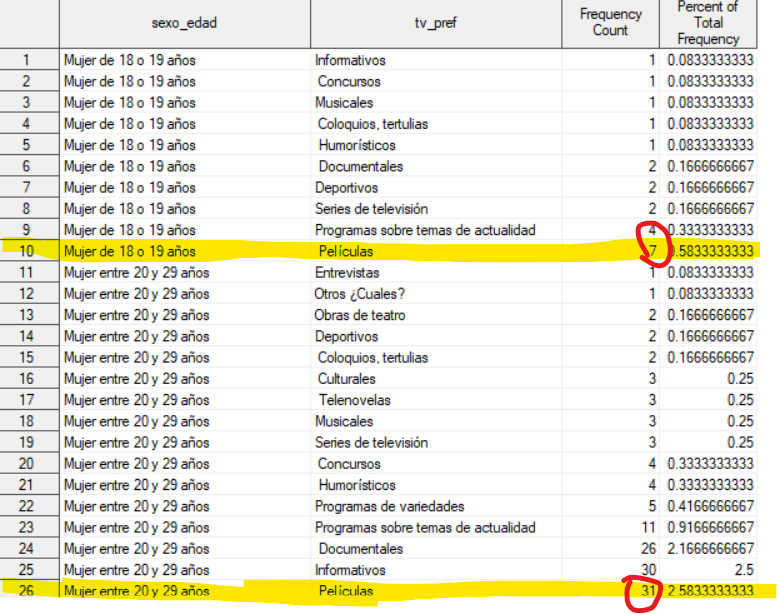 sexo_edad tv_pref Frequency Count Percent of Total Frequency
1 Mujer de 18 o 19 años Informativos 1 0.0833333333
2 Mujer de 18 o 19 años Concursos 1 0.0833333333
3 Mujer de 18 o 19 años Musicales 1 0.0833333333
4 Mujer de 18 o 19 años Coloquios, tertulias 1 0.0833333333
5 Mujer de 18 o 19 años Humorísticos 1 0.0833333333
6 Mujer de 18 o 19 años Documentales 2 0.1666666667
7 Mujer de 18 o 19 años Deportivos 2 0.1666666667
8 Mujer de 18 o 19 años Series de televisión 2 0.1666666667
9 Mujer de 18 o 19 años Programas sobre temas de actualidad 4 0.3333333333
10 Mujer de 18 o 19 años Películas 7 0.5833333333
11 Mujer entre 20 y 29 años Entrevistas 1 0.0833333333
12 Mujer entre 20 y 29 años Otros ¿Cuales? 1 0.0833333333
13 Mujer entre 20 y 29 años Obras de teatro 2 0.1666666667
14 Mujer entre 20 y 29 años Deportivos 2 0.1666666667
15 Mujer entre 20 y 29 años Coloquios, tertulias 2 0.1666666667
16 Mujer entre 20 y 29 años Culturales 3 0.25
17 Mujer entre 20 y 29 años Telenovelas 3 0.25
18 Mujer entre 20 y 29 años Musicales 3 0.25
19 Mujer entre 20 y 29 años Series de televisión 3 0.25
20 Mujer entre 20 y 29 años Concursos 4 0.3333333333
21 Mujer entre 20 y 29 años Humorísticos 4 0.3333333333
22 Mujer entre 20 y 29 años Programas de variedades 5 0.4166666667
23 Mujer entre 20 y 29 años Programas sobre temas de actualidad 11 0.9166666667
24 Mujer entre 20 y 29 años Documentales 26 2.1666666667
25 Mujer entre 20 y 29 años Informativos 30 2.5
26 Mujer entre 20 y 29 años Películas 31 2.5833333333